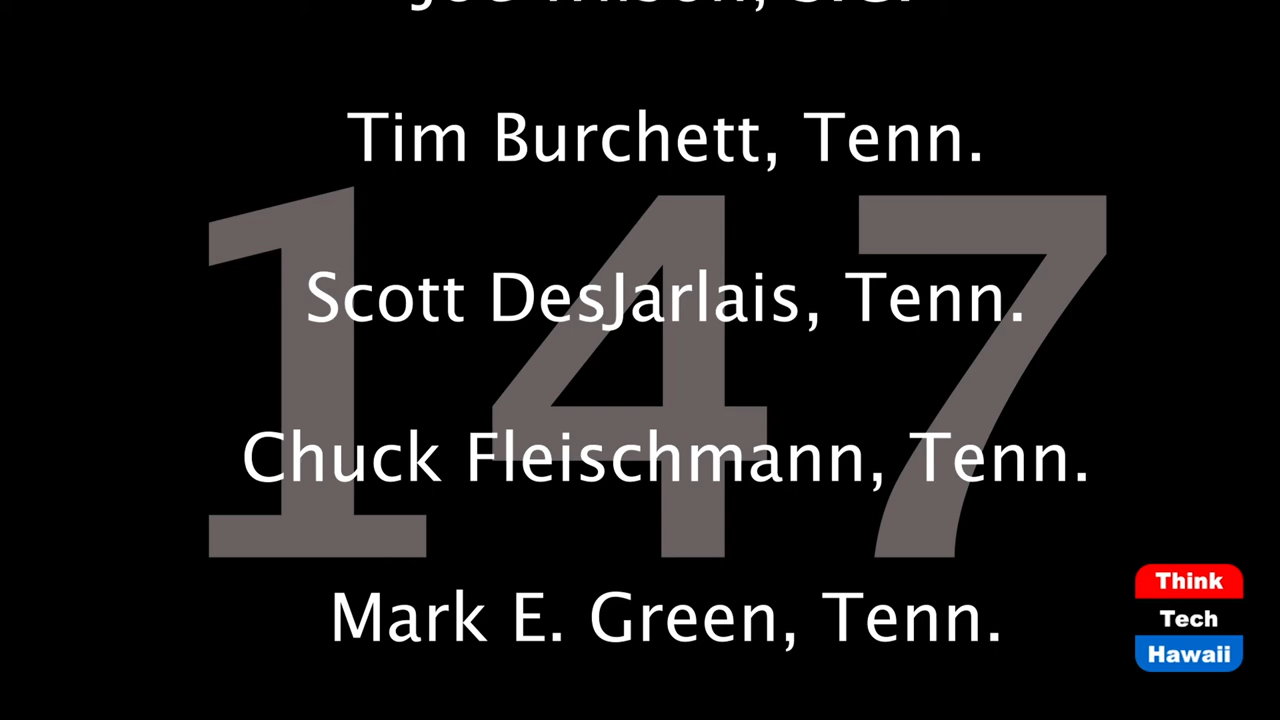 Tim Burchett, Tenn.
147
Scott DesJarlais, Tenn.
Chuck Fleischmann, Tenn.
Mark E. Green, Tenn.
Think
Tech
Hawaii